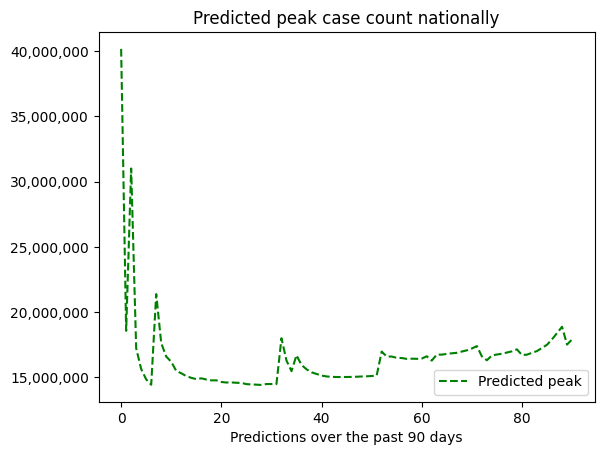 Predicted peak case count nationally
40,000,000
35,000,000
30,000,000
25,000,000
20,000,000
15,000,000
Predicted peak
0 20 40 60 80
Predictions over the past 90 days